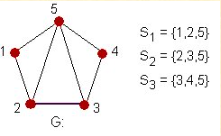 5
1
4
S1 = {1,2,5}
S2 = {2,3,5}
S3 = {3,4,5}
2
3
G: